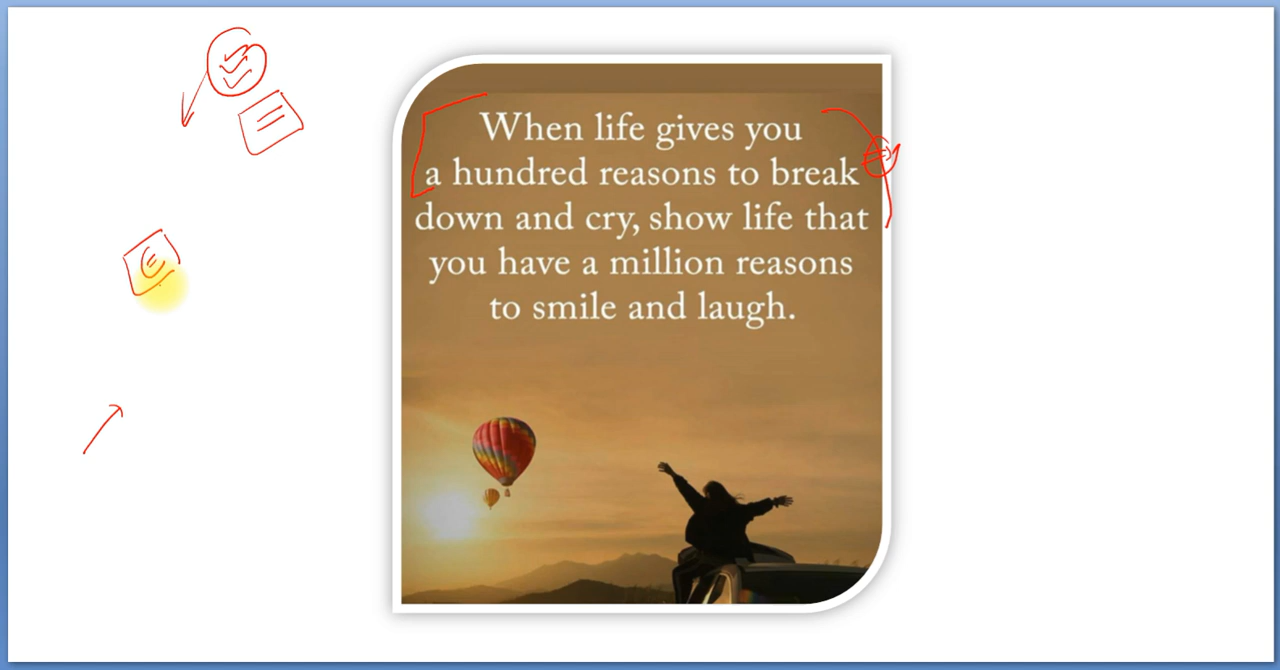 When life gives you
a hundred reasons to break
down and cry, show life that
you have a million reasons
to smile and laugh.